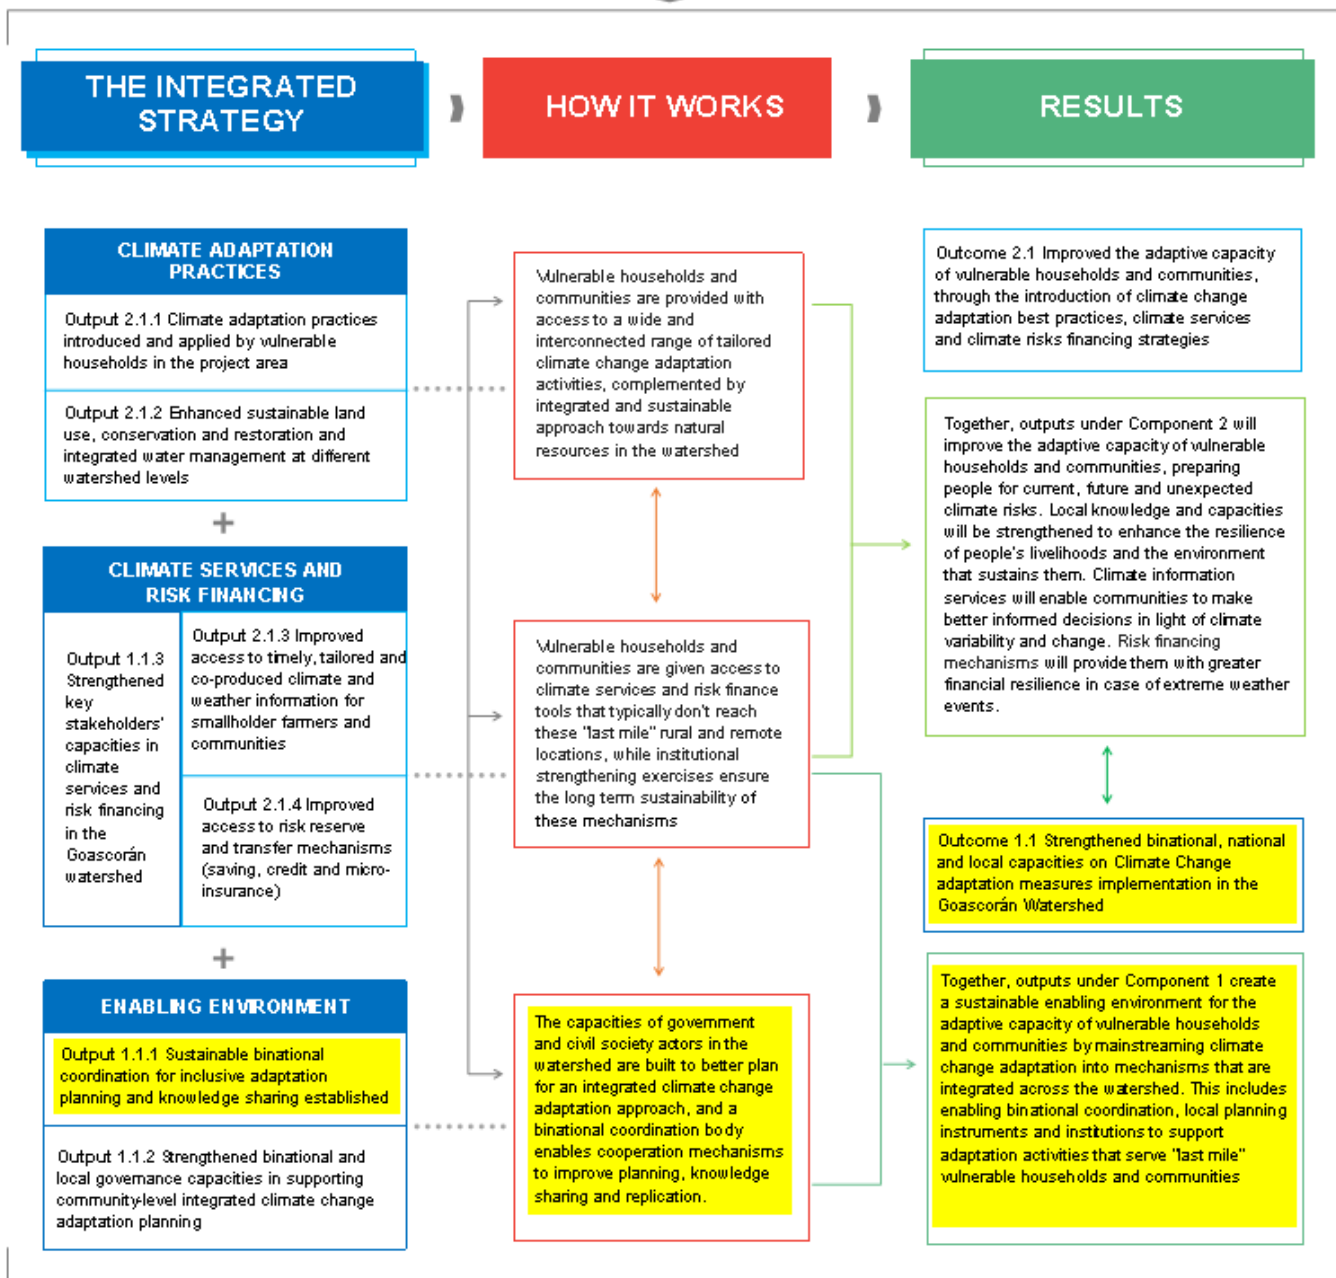 THE INTEGRATED
STRATEGY
HOW IT WORKS
RESULTS
CLIMATE ADAPTATION
PRACTICES
Output 2.1.1 Climate adaptation practices
introduced and applied by vulnerable
households in the project area
Output 2.1.2 Enhanced sustainable land
use, conservation and restoration and
integrated water management at different
watershed levels
+
CLIMATE SERVICES AND
RISK FINANCING
Output 1.1.3
Strengthened
key
stakeholders'
capacities in
climate
services and
risk financing
in the
Goascorán
watershed
Output 2.1.3 Improved
access to timely, tailored and
co-produced climate and
weather information for
smallholder farmers and
communities
Output 2.1.4 Improved
access to risk reserve
and transfer mechanisms
(saving, credit and micro-
insurance)
+
ENABLING ENVIRONMENT
Output 1.1.1 Sustainable binational
coordination for inclusive adaptation
planning and knowledge sharing established
Output 1.1.2 Strengthened binational and
local governance capacities in supporting
community-level integrated climate change
adaptation planning
Vulnerable households and
communities are provided with
access to a wide and
interconnected range of tailored
climate change adaptation
activities, complemented by
integrated and sustainable
approach towards natural
resources in the watershed
Vulnerable households and
communities are given access to
climate services and risk finance
tools that typically don't reach
these "last mile" rural and remote
locations, while institutional
strengthening exercises ensure
the long term sustainability of
these mechanisms
The capacities of government
and civil society actors in the
watershed are built to better plan
for an integrated climate change
adaptation approach, and a
binational coordination body
enables cooperation mechanisms
to improve planning, knowledge
sharing and replication.
Outcome 2.1 Improved the adaptive capacity
of vulnerable households and communities,
through the introduction of climate change
adaptation best practices, climate services
and climate risks financing strategies
Together, outputs under Component 2 will
improve the adaptive capacity of vulnerable
households and communities, preparing
people for current, future and unexpected
climate risks. Local knowledge and capacities
will be strengthened to enhance the resilience
of people's livelihoods and the environment
that sustains them. Climate information
services will enable communities to make
better informed decisions in light of climate
variability and change. Risk financing
mechanisms will provide them with greater
financial resilience in case of extreme weather
events.
Outcome 1.1 Strengthened binational, national
and local capacities on Climate Change
adaptation measures implementation in the
Goascorán Watershed
Together, outputs under Component 1 create
a sustainable enabling environment for the
adaptive capacity of vulnerable households
and communities by mainstreaming climate
change adaptation into mechanisms that are
integrated across the watershed. This includes
enabling binational coordination, local planning
instruments and institutions to support
adaptation activities that serve "last mile"
vulnerable households and communities